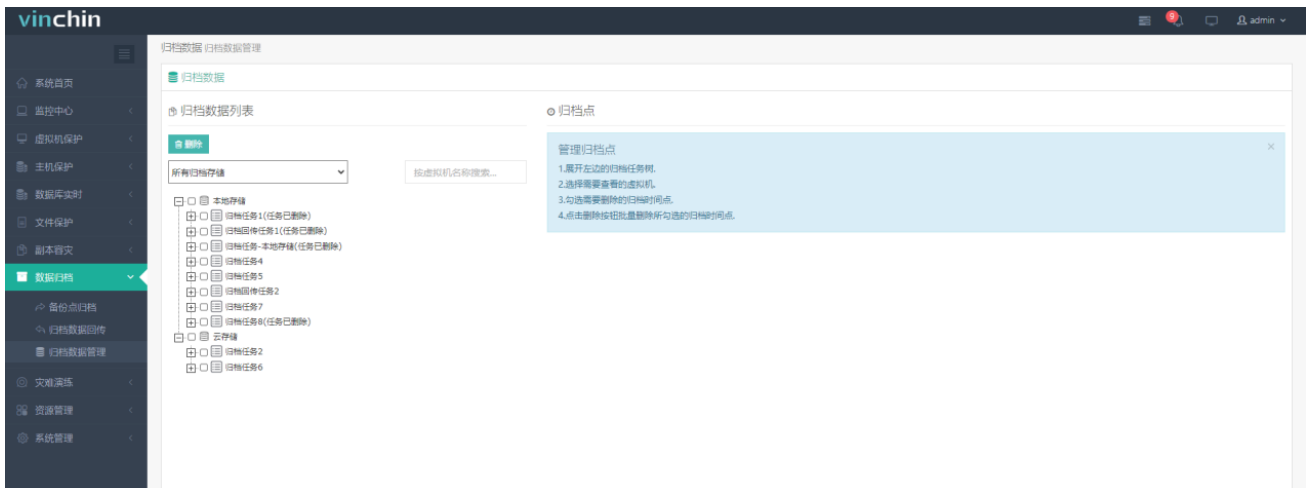 vinchin
9
admin
归档数据 归档数据管理
系统首页
监控中心
虚拟机保护
主机保护
数据库实时
文件保护
副本容灾
数据归档
备份点归档
归档数据回传
归档数据管理
灾难演练
资源管理
系统管理
归档数据
归档数据列表
删除
所有归档存储
按虚拟机名称搜索...
本地存储
归档任务1(任务已删除)
归档回传任务1(任务已删除)
归档任务-本地存储(任务已删除)
归档任务4
归档任务5
归档回传任务2
归档任务7
归档任务8(任务已删除)
云存储
归档任务2
归档任务6
归档点
管理归档点
1.展开左边的归档任务树.
2.选择需要查看的虚拟机.
3.勾选需要删除的归档时间点.
4.点击删除按钮批量删除所勾选的归档时间点.